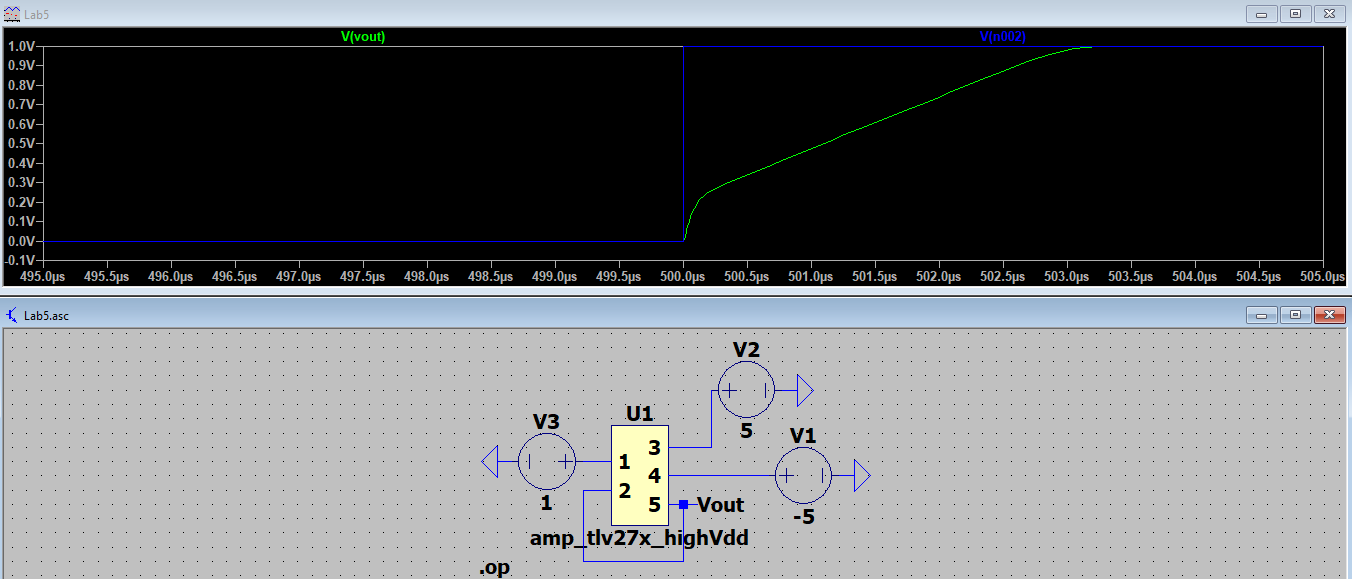 Lab5
V(vout) V(n002)
1.0V
0.9V
0.8V
0.7V
0.6V
0.5V
0.4V
0.3V
0.2V
0.1V
0.0V
-0.1V
495.0µs 495.5µs 496.0µs 496.5µs 497.0µs 497.5µs 498.0µs 498.5µs 499.0µs 499.5µs 500.0µs 500.5µs 501.0µs 501.5µs 502.0µs 502.5µs 503.0µs 503.5µs 504.0µs 504.5µs 505.0µs
Lab5.asc
V2
5
V3
1
U1
1
2
3
4
5
V1
-5
Vout
amp_tlv27x_highVdd
.op